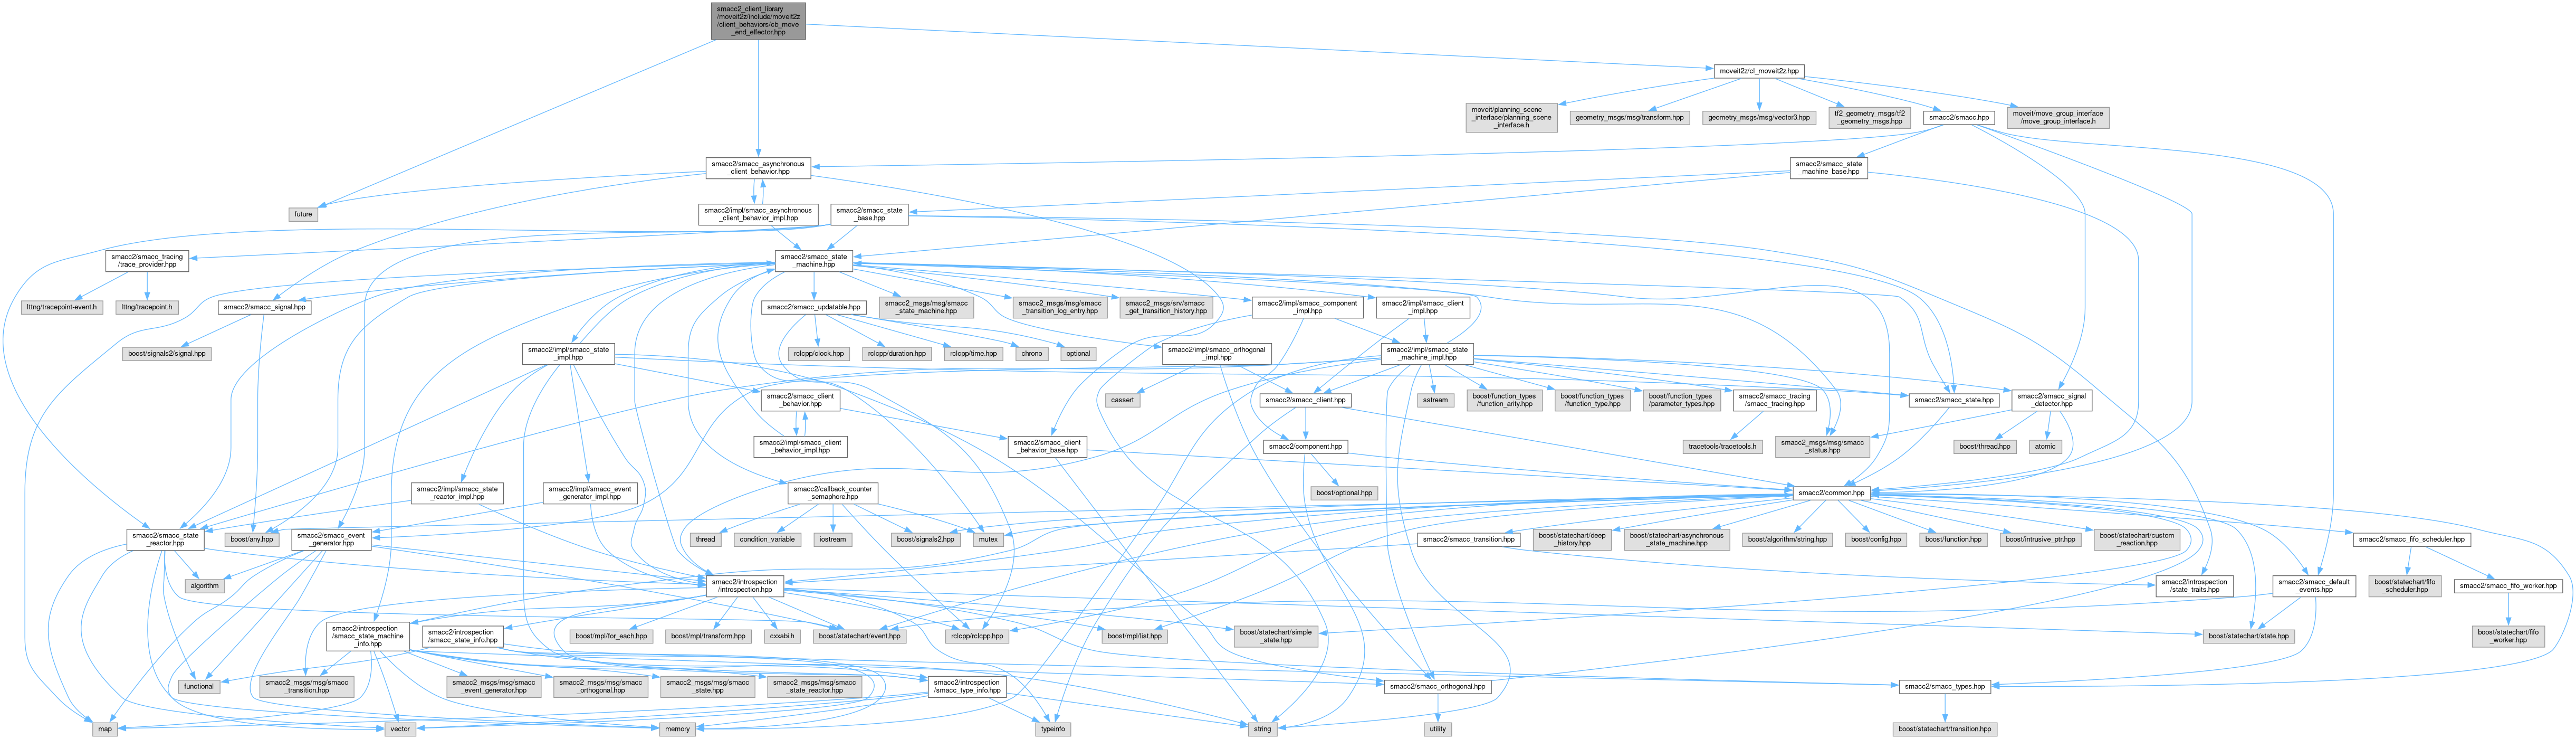 smacc2_client_library
/moveit2z/include/moveit2z
/client_behaviors/cb_move
_end_effector.hpp
moveit2z/cl_moveit2z.hpp
moveit/planning_scene
_interface/planning_scene
_interface.h
geometry_msgs/msg/transform.hpp
geometry_msgs/msg/vector3.hpp
tf2_geometry_msgs/tf2
_geometry_msgs.hpp
smacc2/smacc.hpp
moveit/move_group_interface
/move_group_interface.h
smacc2/smacc_asynchronous
_client_behavior.hpp
smacc2/smacc_state
_machine_base.hpp
future
smacc2/impl/smacc_asynchronous
_client_behavior_impl.hpp
smacc2/smacc_state
_base.hpp
smacc2/smacc_tracing
/trace_provider.hpp
smacc2/smacc_state
_machine.hpp
lttng/tracepoint-event.h
lttng/tracepoint.h
smacc2/smacc_signal.hpp
smacc2/smacc_updatable.hpp
smacc2_msgs/msg/smacc
_state_machine.hpp
smacc2_msgs/msg/smacc
_transition_log_entry.hpp
smacc2_msgs/srv/smacc
_get_transition_history.hpp
smacc2/impl/smacc_component
_impl.hpp
smacc2/impl/smacc_client
_impl.hpp
boost/signals2/signal.hpp
smacc2/impl/smacc_state
_impl.hpp
rclcpp/clock.hpp
rclcpp/duration.hpp
rclcpp/time.hpp
chrono
optional
smacc2/impl/smacc_orthogonal
_impl.hpp
smacc2/impl/smacc_state
_machine_impl.hpp
smacc2/smacc_client
_behavior.hpp
cassert
smacc2/smacc_client.hpp
sstream
boost/function_types
/function_arity.hpp
boost/function_types
/function_type.hpp
boost/function_types
/parameter_types.hpp
smacc2/smacc_tracing
/smacc_tracing.hpp
smacc2/smacc_state.hpp
smacc2/smacc_signal
_detector.hpp
smacc2/impl/smacc_client
_behavior_impl.hpp
smacc2/smacc_client
_behavior_base.hpp
smacc2/component.hpp
tracetools/tracetools.h
smacc2_msgs/msg/smacc
_status.hpp
boost/thread.hpp
atomic
smacc2/impl/smacc_state
_reactor_impl.hpp
smacc2/impl/smacc_event
_generator_impl.hpp
smacc2/callback_counter
_semaphore.hpp
boost/optional.hpp
smacc2/common.hpp
smacc2/smacc_state
_reactor.hpp
boost/any.hpp
smacc2/smacc_event
_generator.hpp
thread
condition_variable
iostream
boost/signals2.hpp
mutex
smacc2/smacc_transition.hpp
boost/statechart/deep
_history.hpp
boost/statechart/asynchronous
_state_machine.hpp
boost/algorithm/string.hpp
boost/config.hpp
boost/function.hpp
boost/intrusive_ptr.hpp
boost/statechart/custom
_reaction.hpp
smacc2/smacc_fifo_scheduler.hpp
algorithm
smacc2/introspection
/introspection.hpp
smacc2/introspection
/state_traits.hpp
smacc2/smacc_default
_events.hpp
boost/statechart/fifo
_scheduler.hpp
smacc2/smacc_fifo_worker.hpp
smacc2/introspection
/smacc_state_machine
_info.hpp
smacc2/introspection
/smacc_state_info.hpp
boost/mpl/for_each.hpp
boost/mpl/transform.hpp
cxxabi.h
boost/statechart/event.hpp
rclcpp/rclcpp.hpp
boost/mpl/list.hpp
boost/statechart/simple
_state.hpp
boost/statechart/state.hpp
boost/statechart/fifo
_worker.hpp
functional
smacc2_msgs/msg/smacc
_transition.hpp
smacc2_msgs/msg/smacc
_event_generator.hpp
smacc2_msgs/msg/smacc
_orthogonal.hpp
smacc2_msgs/msg/smacc
_state.hpp
smacc2_msgs/msg/smacc
_state_reactor.hpp
smacc2/introspection
/smacc_type_info.hpp
smacc2/smacc_orthogonal.hpp
smacc2/smacc_types.hpp
map
vector
memory
typeinfo
string
utility
boost/statechart/transition.hpp